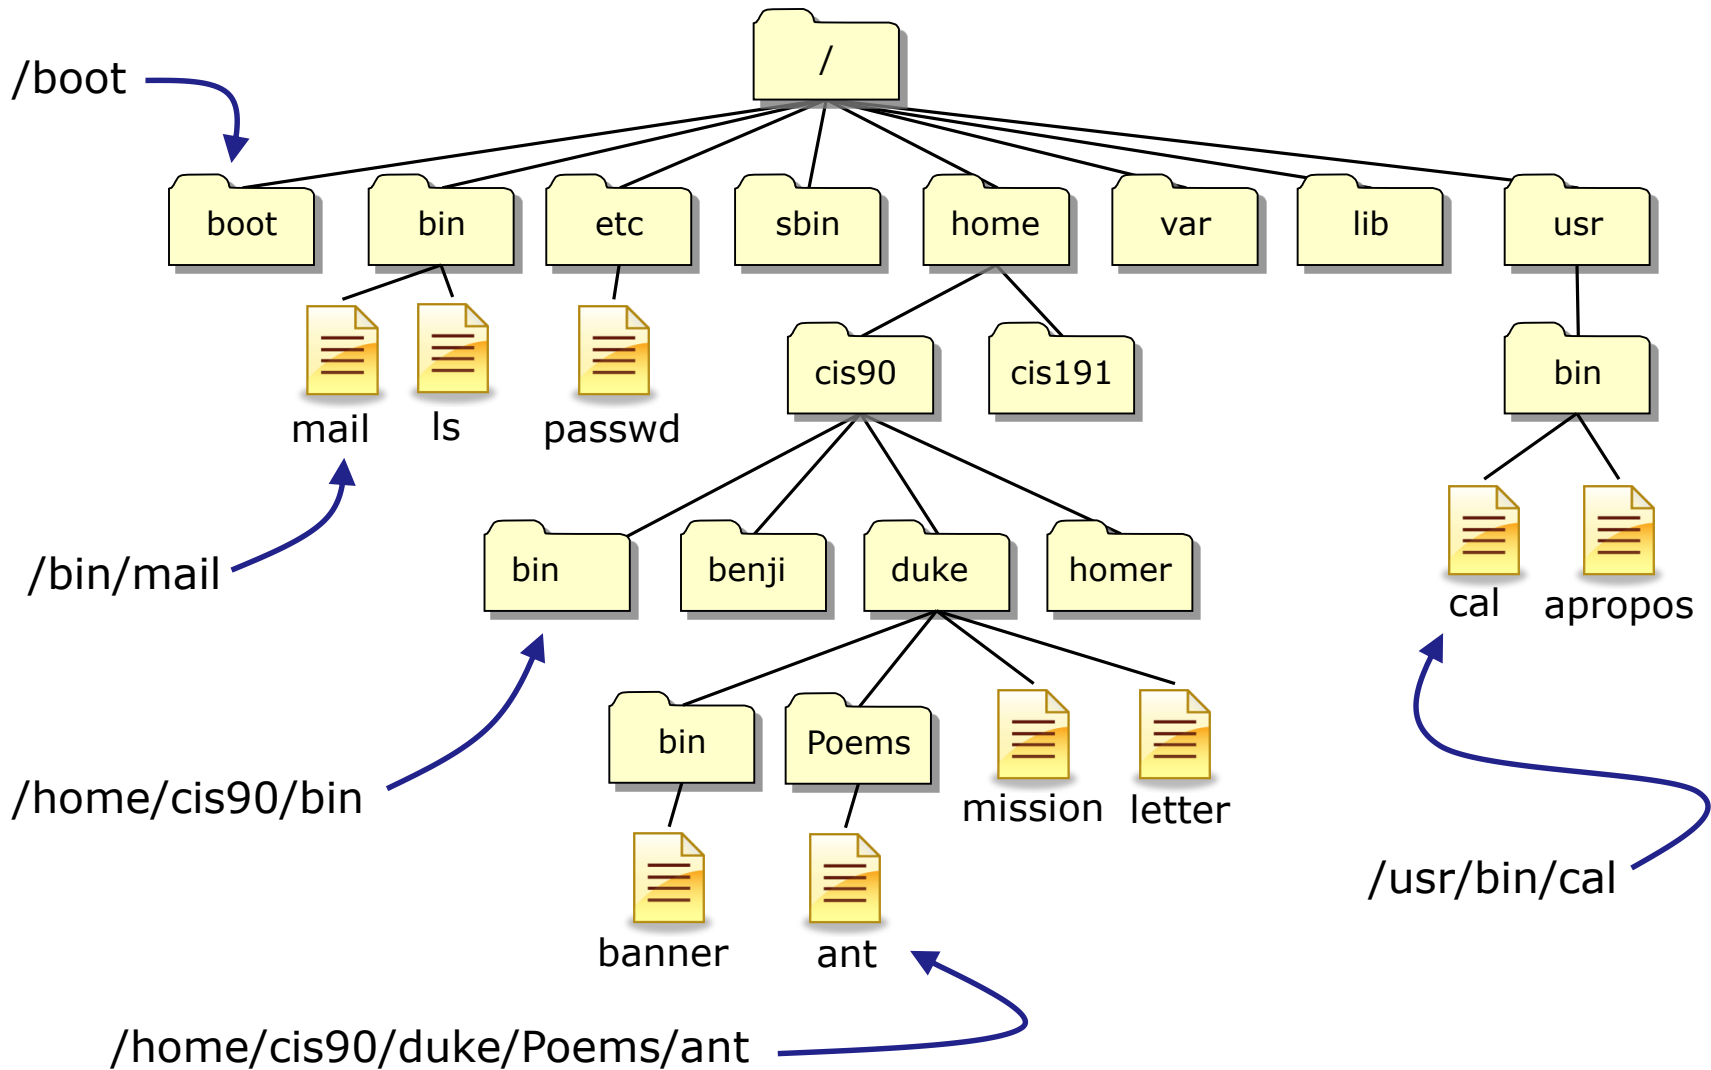 /
/boot
boot
bin
etc
sbin
home
var
lib
usr
cis90
cis191
bin
mail
ls
passwd
bin
benji
duke
homer
/bin/mail
cal
apropos
bin
Poems
/home/cis90/bin
mission
letter
/usr/bin/cal
banner
ant
/home/cis90/duke/Poems/ant